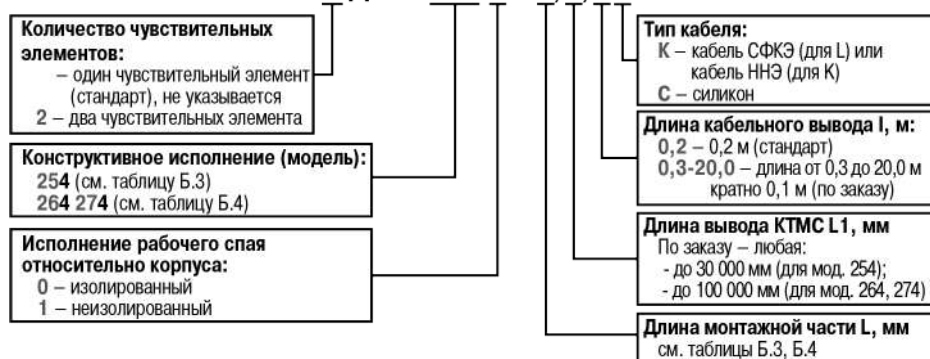 Количество чувствительных
элементов:
– один чувствительный элемент
(стандарт), не указывается
2 – два чувствительных элемента
Конструктивное исполнение (модель):
254 (см. таблицу Б.3)
264 274 (см. таблицу Б.4)
Исполнение рабочего спая
относительно корпуса:
0 – изолированный
1 – неизолированный
Тип кабеля:
К – кабель СФКЭ (для L) или
кабель ННЭ (для К)
С – силикон
Длина кабельного вывода l, м:
0,2 – 0,2 м (стандарт)
0,3-20,0 – длина от 0,3 до 20,0 м
кратно 0,1 м (по заказу)
Длина вывода КТМС L1, мм
По заказу – любая:
- до 30 000 мм (для мод. 254);
- до 100 000 мм (для мод. 264, 274)
Длина монтажной части L, мм
см. таблицы Б.3, Б.4